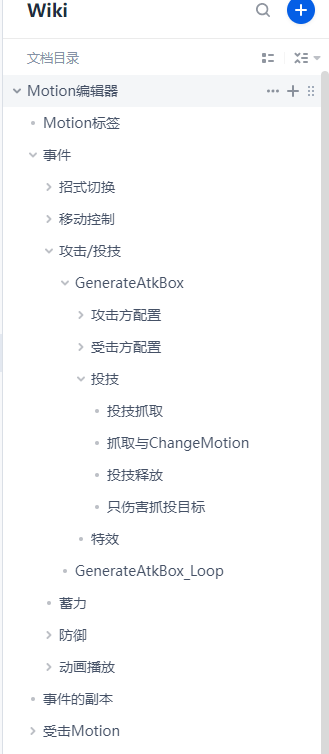 Wiki
文档目录
Motion编辑器
Motion标签
事件
招式切换
移动控制
攻击/投技
GenerateAtkBox
攻击方配置
受击方配置
投技
投技抓取
抓取与ChangeMotion
投技释放
只伤害抓投目标
特效
GenerateAtkBox_Loop
蓄力
防御
动画播放
事件的副本
受击Motion